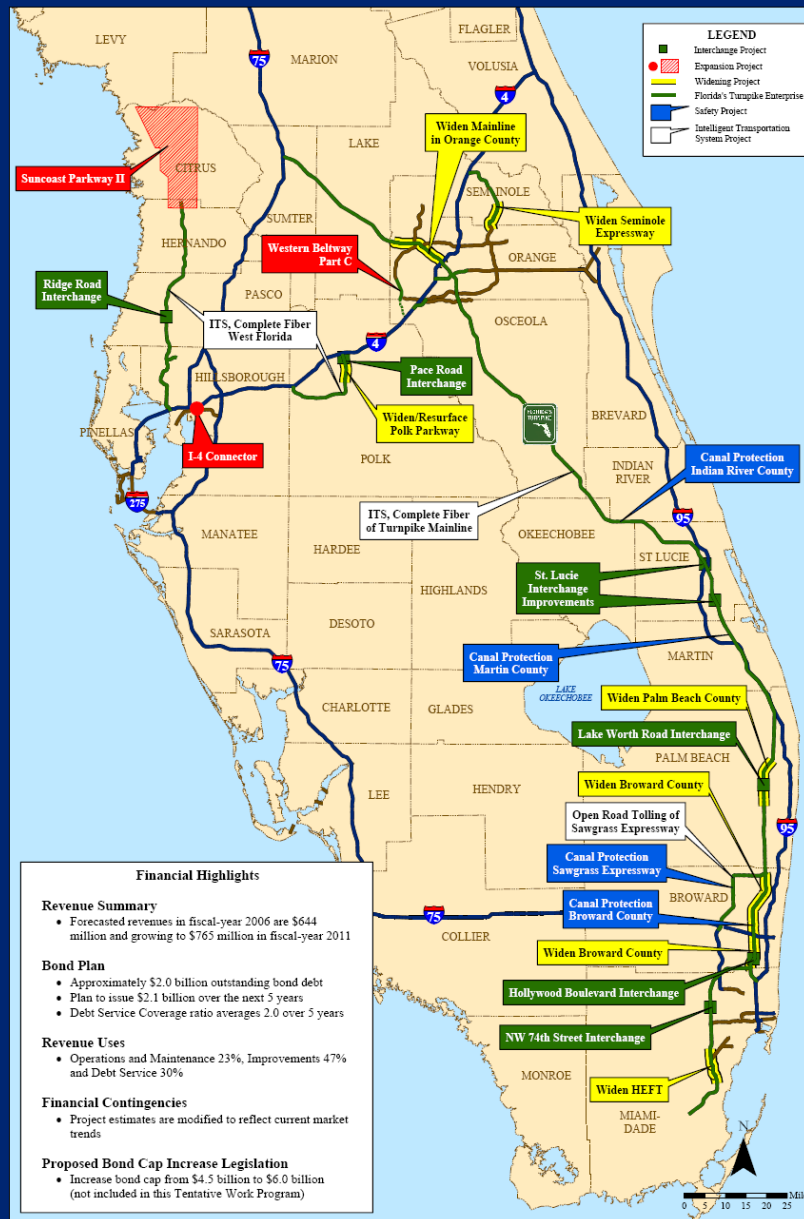 LEVY
MARION
FLAGLER
VOLUSIA
75
4
LEGEND
Interchange Project
Expansion Project
Widening Project
Florida's Turnpike Enterprise
Safety Project
Intelligent Transportation
System Project
LAKE
Widen Mainline
in Orange County
CITRUS
Suncoast Parkway II
SEMINOLE
Widen Seminole
Expressway
SUMTER
HERNANDO
Western Beltway
Part C
ORANGE
Ridge Road
Interchange
PASCO
ITS, Complete Fiber
West Florida
OSCEOLA
4
HILLSBOROUGH
Pace Road
Interchange
PINELLAS
Widen/Resurface
Polk Parkway
BREVARD
I-4 Connector
POLK
INDIAN
RIVER
Canal Protection
Indian River County
275
ITS, Complete Fiber
of Turnpike Mainline
95
MANATEE
HARDEE
OKEECHOBEE
ST LUCIE
HIGHLANDS
St. Lucie
Interchange
Improvements
DESOTO
SARASOTA
75
Canal Protection
Martin County
MARTIN
LAKE
OKEECHOBEE
CHARLOTTE
GLADES
Widen Palm Beach County
Lake Worth Road Interchange
PALM BEACH
LEE
HENDRY
Widen Broward County
Open Road Tolling of
Sawgrass Expressway
95
Canal Protection
Sawgrass Expressway
BROWARD
Canal Protection
Broward County
75
COLLIER
Widen Broward County
Hollywood Boulevard Interchange
NW 74th Street Interchange
MONROE
Widen HEFT
MIAMI-
DADE
N
0 5 10 15 20 25
Mil
Financial Highlights
Revenue Summary
• Forecasted revenues in fiscal-year 2006 are $644
million and growing to $765 million in fiscal-year 2011
Bond Plan
• Approximately $2.0 billion outstanding bond debt
• Plan to issue $2.1 billion over the next 5 years
• Debt Service Coverage ratio averages 2.0 over 5 years
Revenue Uses
• Operations and Maintenance 23%, Improvements 47%
and Debt Service 30%
Financial Contingencies
• Project estimates are modified to reflect current market
trends
Proposed Bond Cap Increase Legislation
• Increase bond cap from $4.5 billion to $6.0 billion
(not included in this Tentative Work Program)